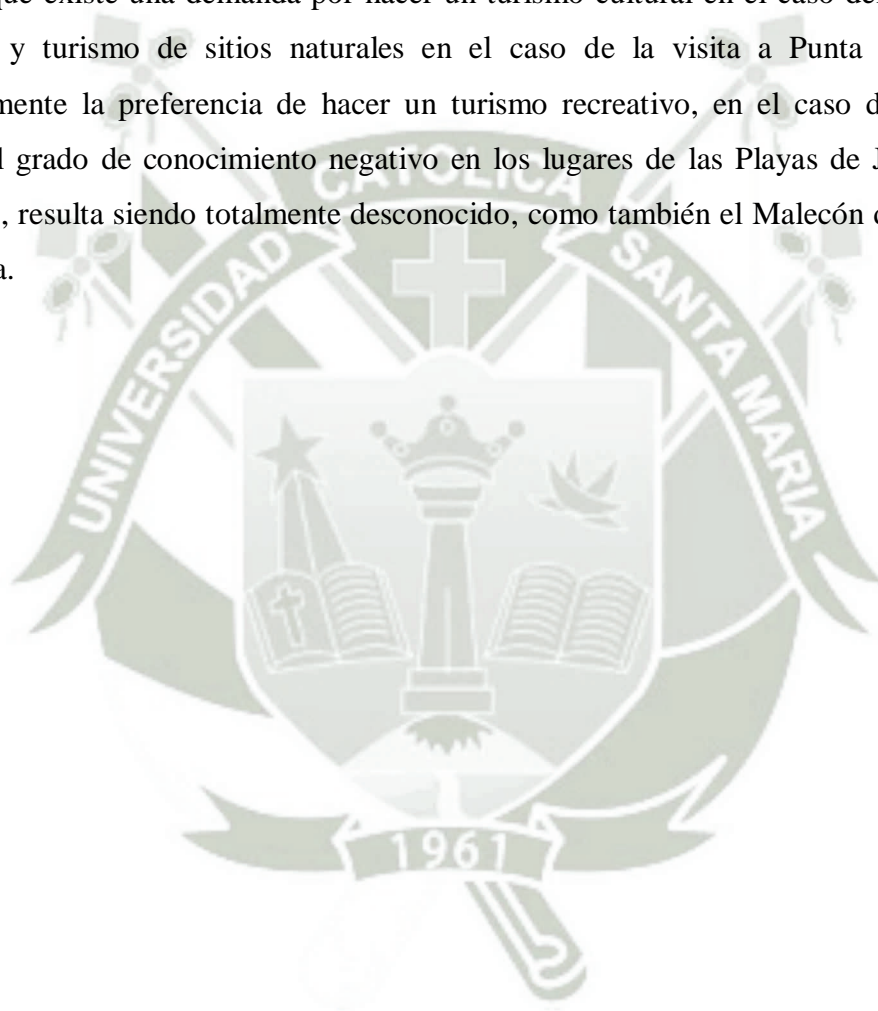 que existe una demanda por hacer un turismo cultural en el caso del
y turismo de sitios naturales en el caso de la visita a Punta
mente la preferencia de hacer un turismo recreativo, en el caso d
l grado de conocimiento negativo en los lugares de las Playas de J
, resulta siendo totalmente desconocido, como también el Malecón d
a.
UNIVERSIDAD CATOLICA SANTA MARIA
1961